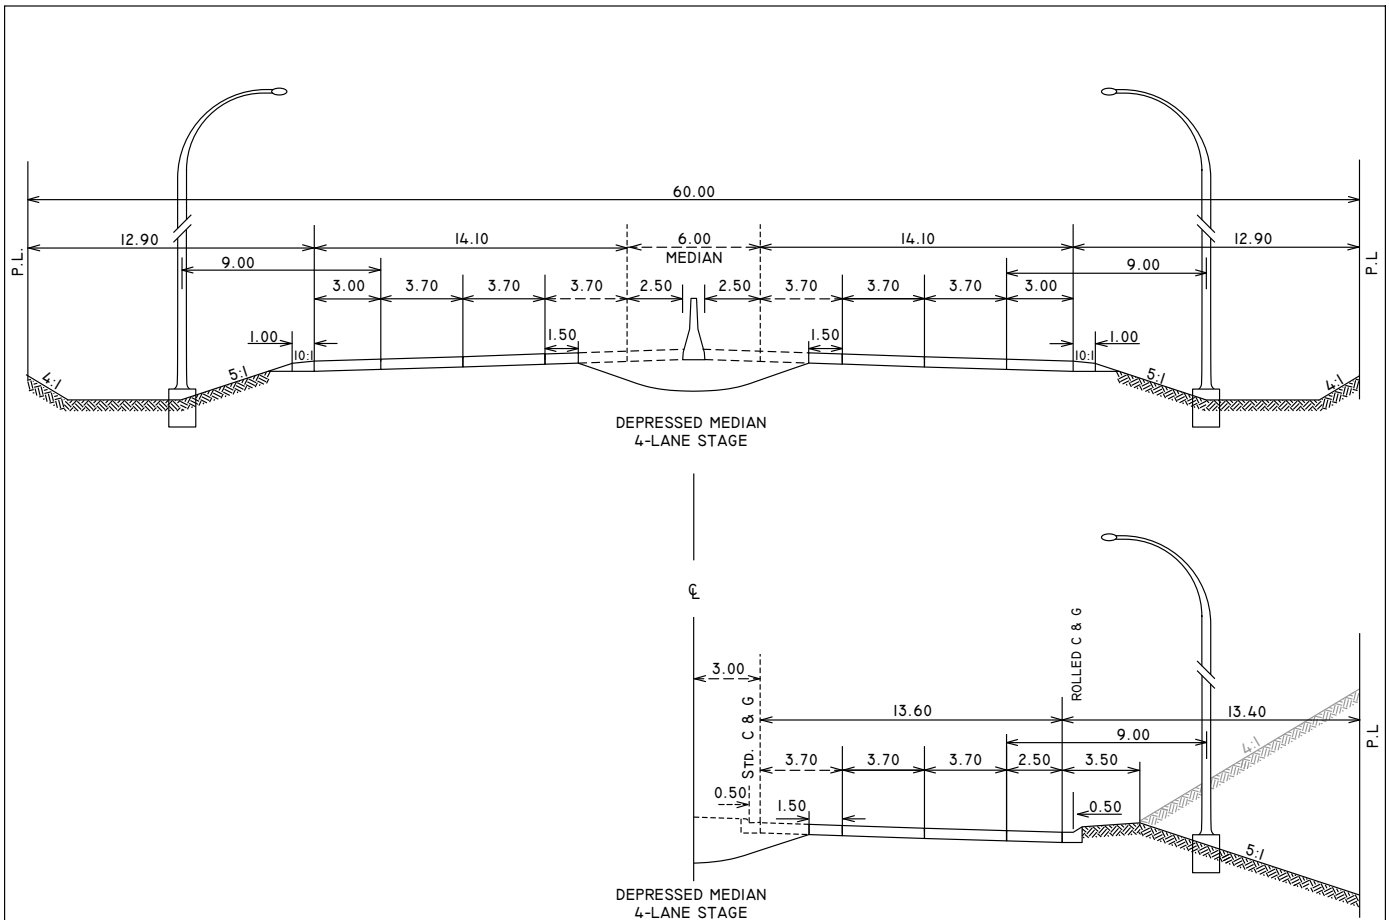 60.00
12.90 14.10 6.00 14.10 12.90
MEDIAN
P.L. P.L
9.00 9.00
3.00 3.70 3.70 3.70 2.50 2.50 3.70 3.70 3.70 3.00
1.00 1.50 1.50 1.00
10:1 10:1
4:1 5:1 5:1 4:1
DEPRESSED MEDIAN
4-LANE STAGE
℄
ROLLED C & G
3.00
STD. C & G
13.60 13.40
9.00
P.L
4:1
3.70 3.70 3.70 2.50 3.50
0.50 1.50 0.50
5:1
DEPRESSED MEDIAN
4-LANE STAGE